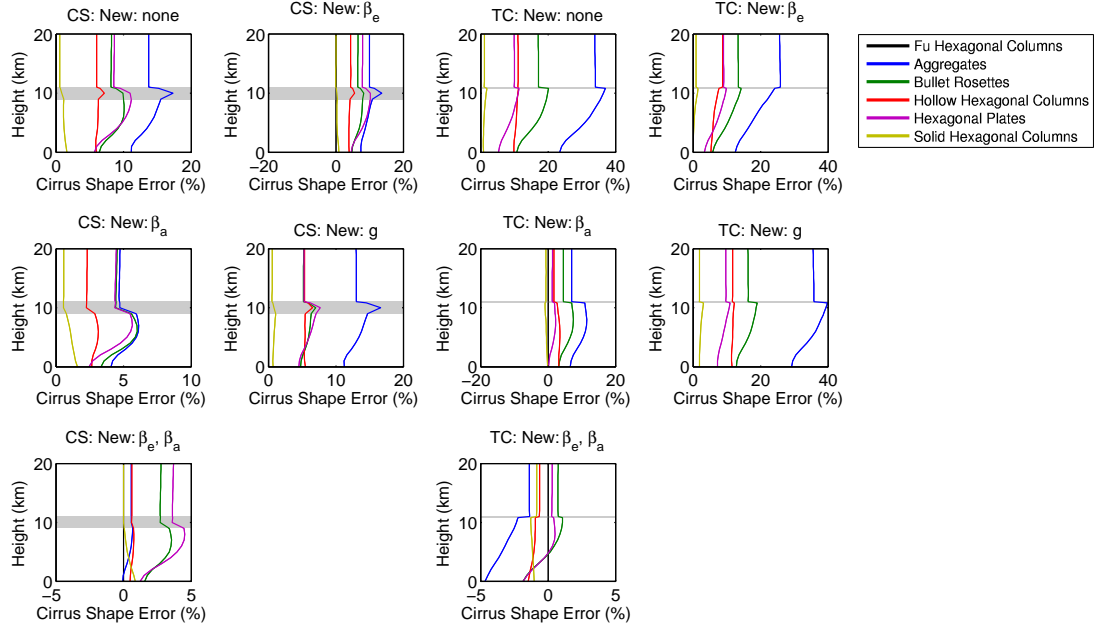 CS: New: none
20
10
0
Height (km)
0 10 20
Cirrus Shape Error (%)
CS: New: βe
20
10
0
Height (km)
−20 0 20
Cirrus Shape Error (%)
TC: New: none
20
10
0
Height (km)
0 20 40
Cirrus Shape Error (%)
TC: New: βe
20
10
0
Height (km)
0 20 40
Cirrus Shape Error (%)
Fu Hexagonal Columns
Aggregates
Bullet Rosettes
Hollow Hexagonal Columns
Hexagonal Plates
Solid Hexagonal Columns
CS: New: βa
20
10
0
Height (km)
0 5 10
Cirrus Shape Error (%)
CS: New: g
20
10
0
Height (km)
0 10 20
Cirrus Shape Error (%)
TC: New: βa
20
10
0
Height (km)
−20 0 20
Cirrus Shape Error (%)
TC: New: g
20
10
0
Height (km)
0 20 40
Cirrus Shape Error (%)
CS: New: βe, βa
20
10
0
Height (km)
−5 0 5
Cirrus Shape Error (%)
TC: New: βe, βa
20
10
0
Height (km)
−5 0 5
Cirrus Shape Error (%)